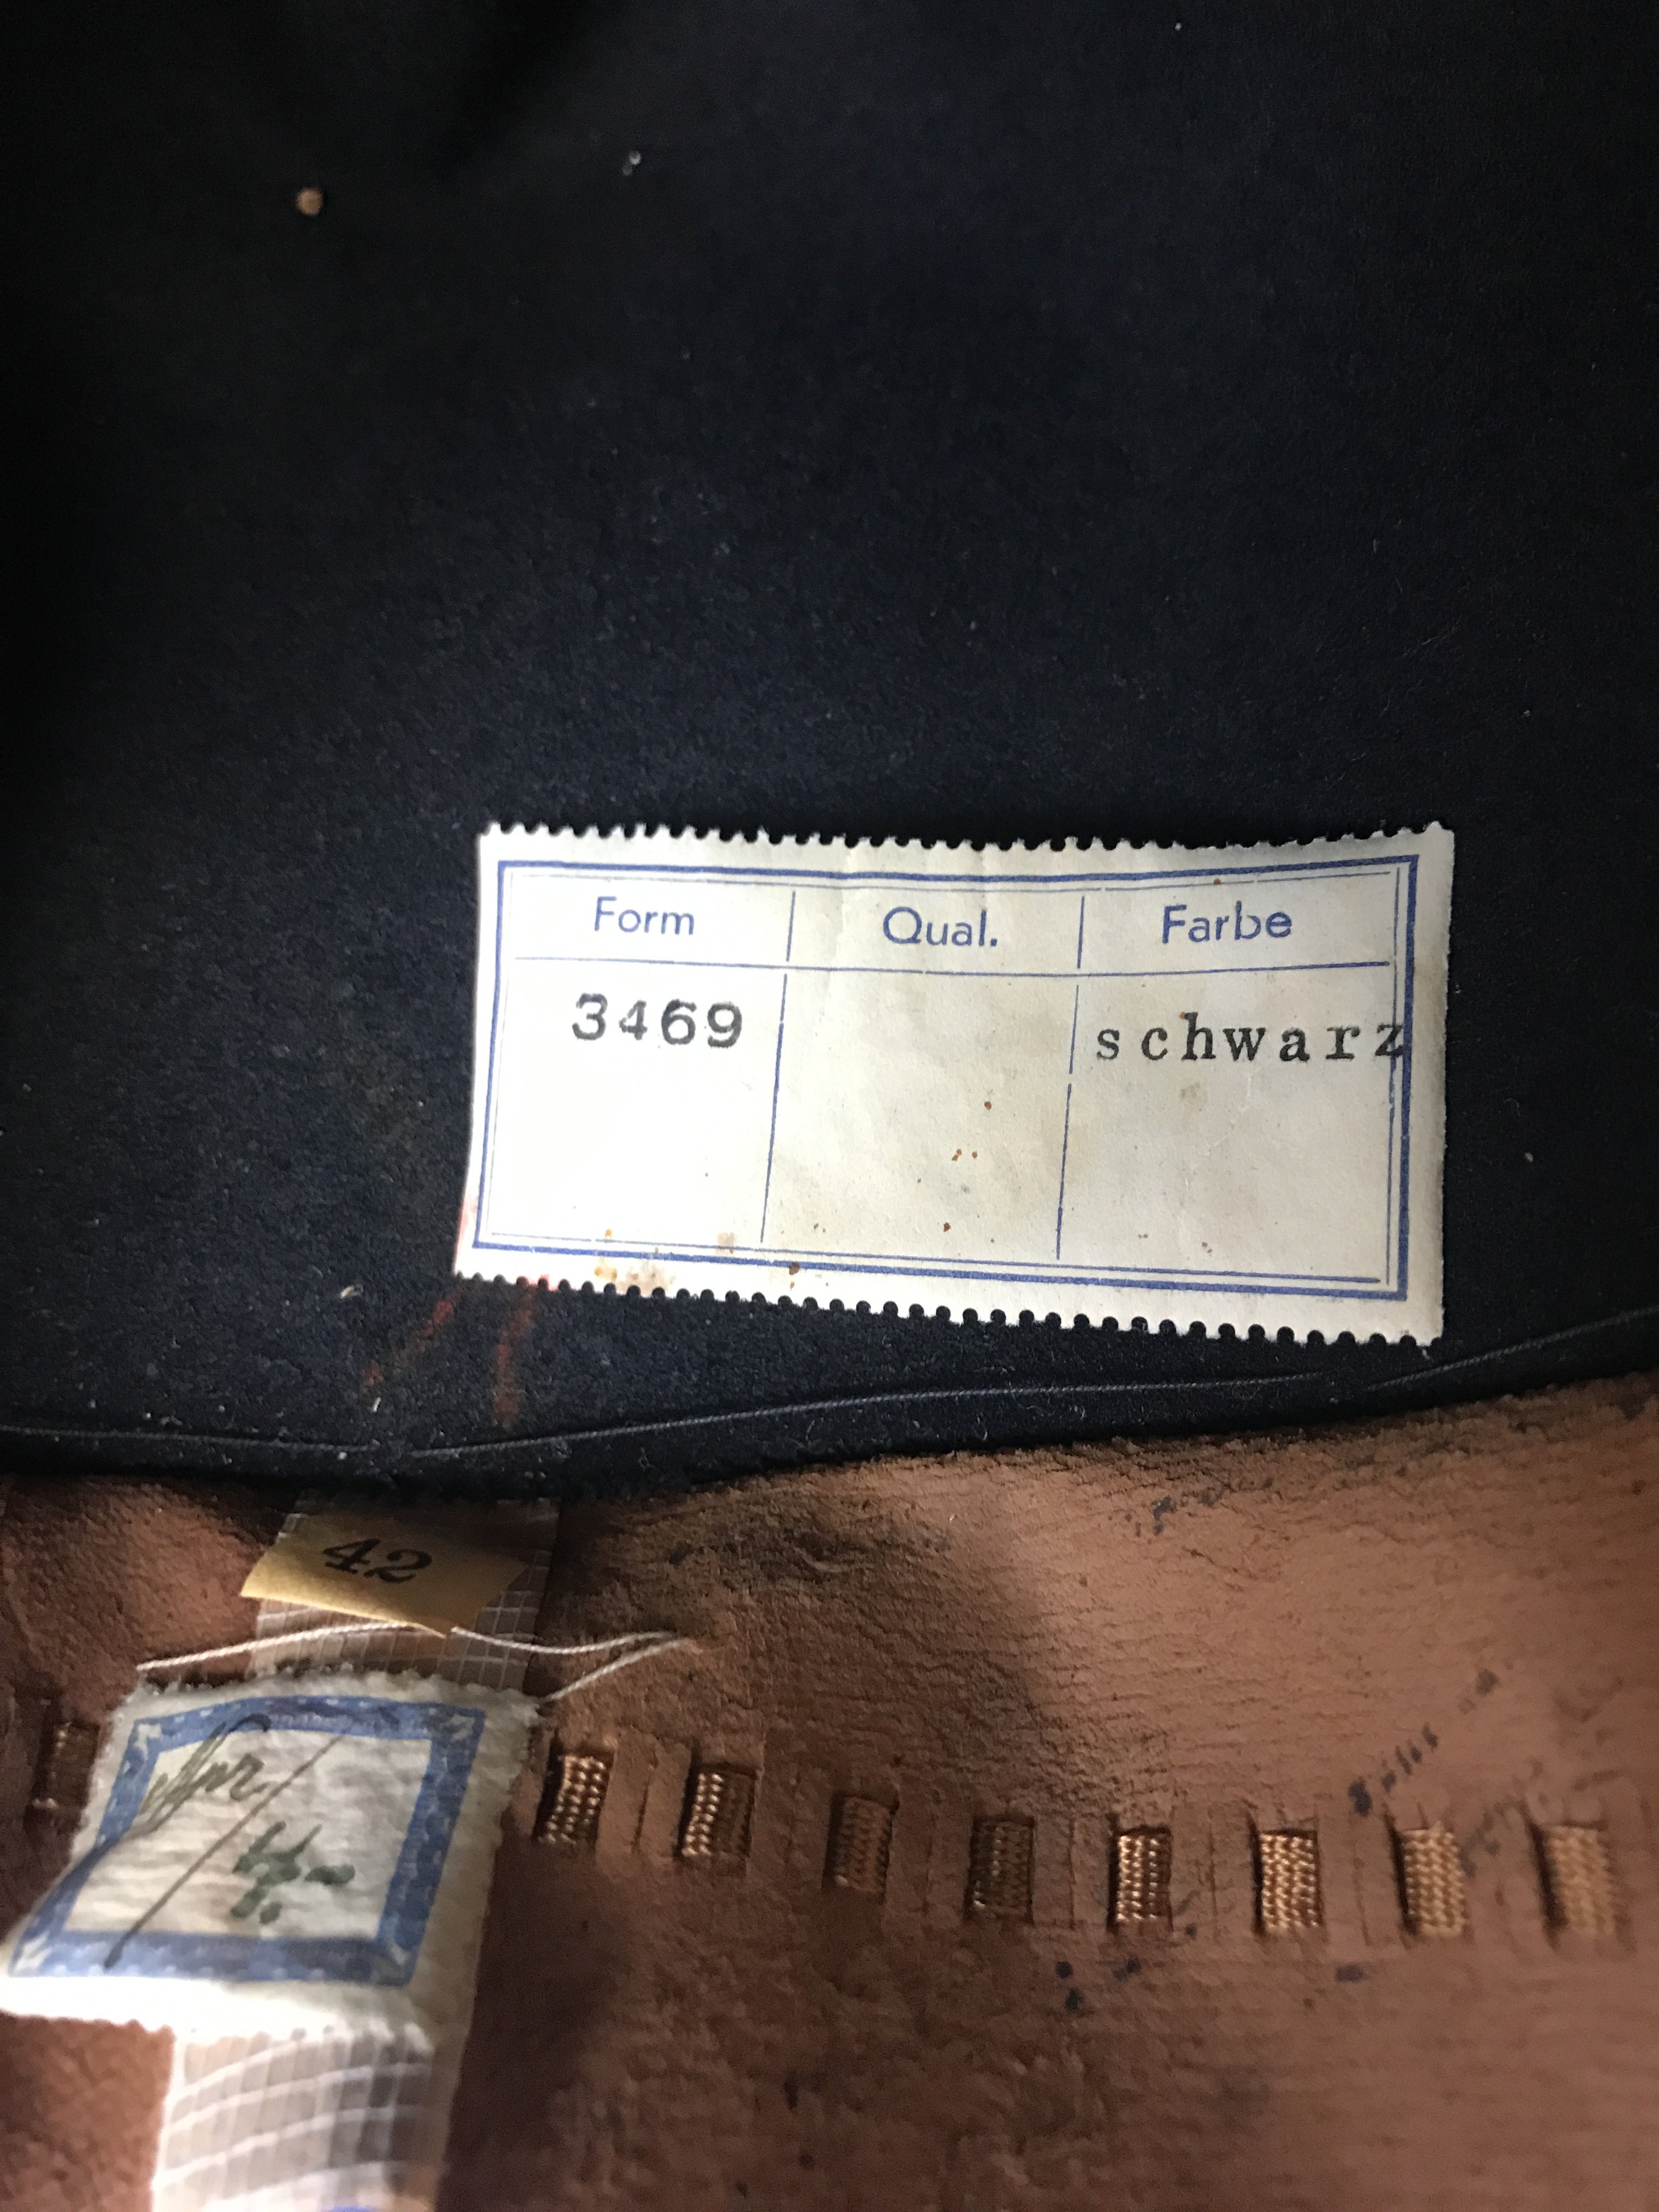 Form Qual. Farbe
3469 schwarz
42